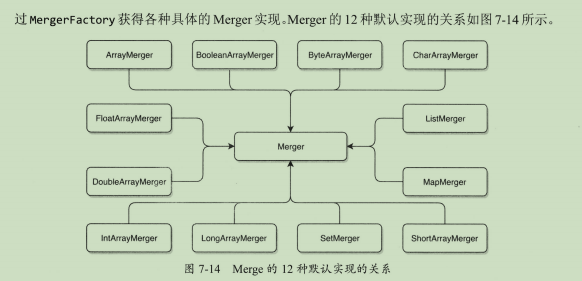 过 MergerFactory 获得各种具体的 Merger 实现。Merger 的 12 种默认实现的关系如图 7-14 所示。
ArrayMerger BooleanArrayMerger ByteArrayMerger CharArrayMerger
FloatArrayMerger ListMerger
Merger
DoubleArrayMerger MapMerger
IntArrayMerger LongArrayMerger SetMerger ShortArrayMerger
图 7-14 Merge 的 12 种默认实现的关系